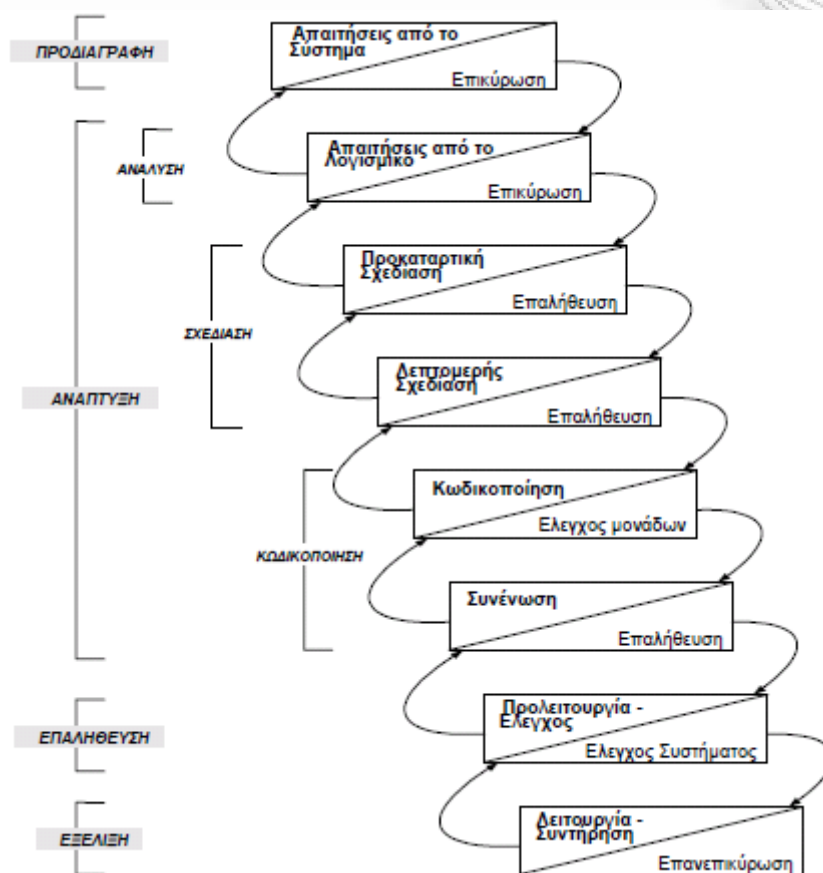 Απαιτήσεις από το
Σύστημα
Επικύρωση
ΠΡΟΔΙΑΓΡΑΦΗ
Απαιτήσεις από το
Λογισμικό
Επικύρωση
ΑΝΑΛΥΣΗ
Προκαταρτική
Σχεδίαση
Επαλήθευση
ΣΧΕΔΙΑΣΗ
Λεπτομερής
Σχεδίαση
Επαλήθευση
ΑΝΑΠΤΥΞΗ
Κωδικοποίηση
Ελεγχος μονάδων
ΚΩΔΙΚΟΠΟΙΗΣΗ
Συνένωση
Επαλήθευση
Προλειτουργία -
Ελεγχος
Ελεγχος Συστήματος
ΕΠΑΛΗΘΕΥΣΗ
Λειτουργία -
Συντήρηση
Επανεπικύρωση
ΕΞΕΛΙΞΗ